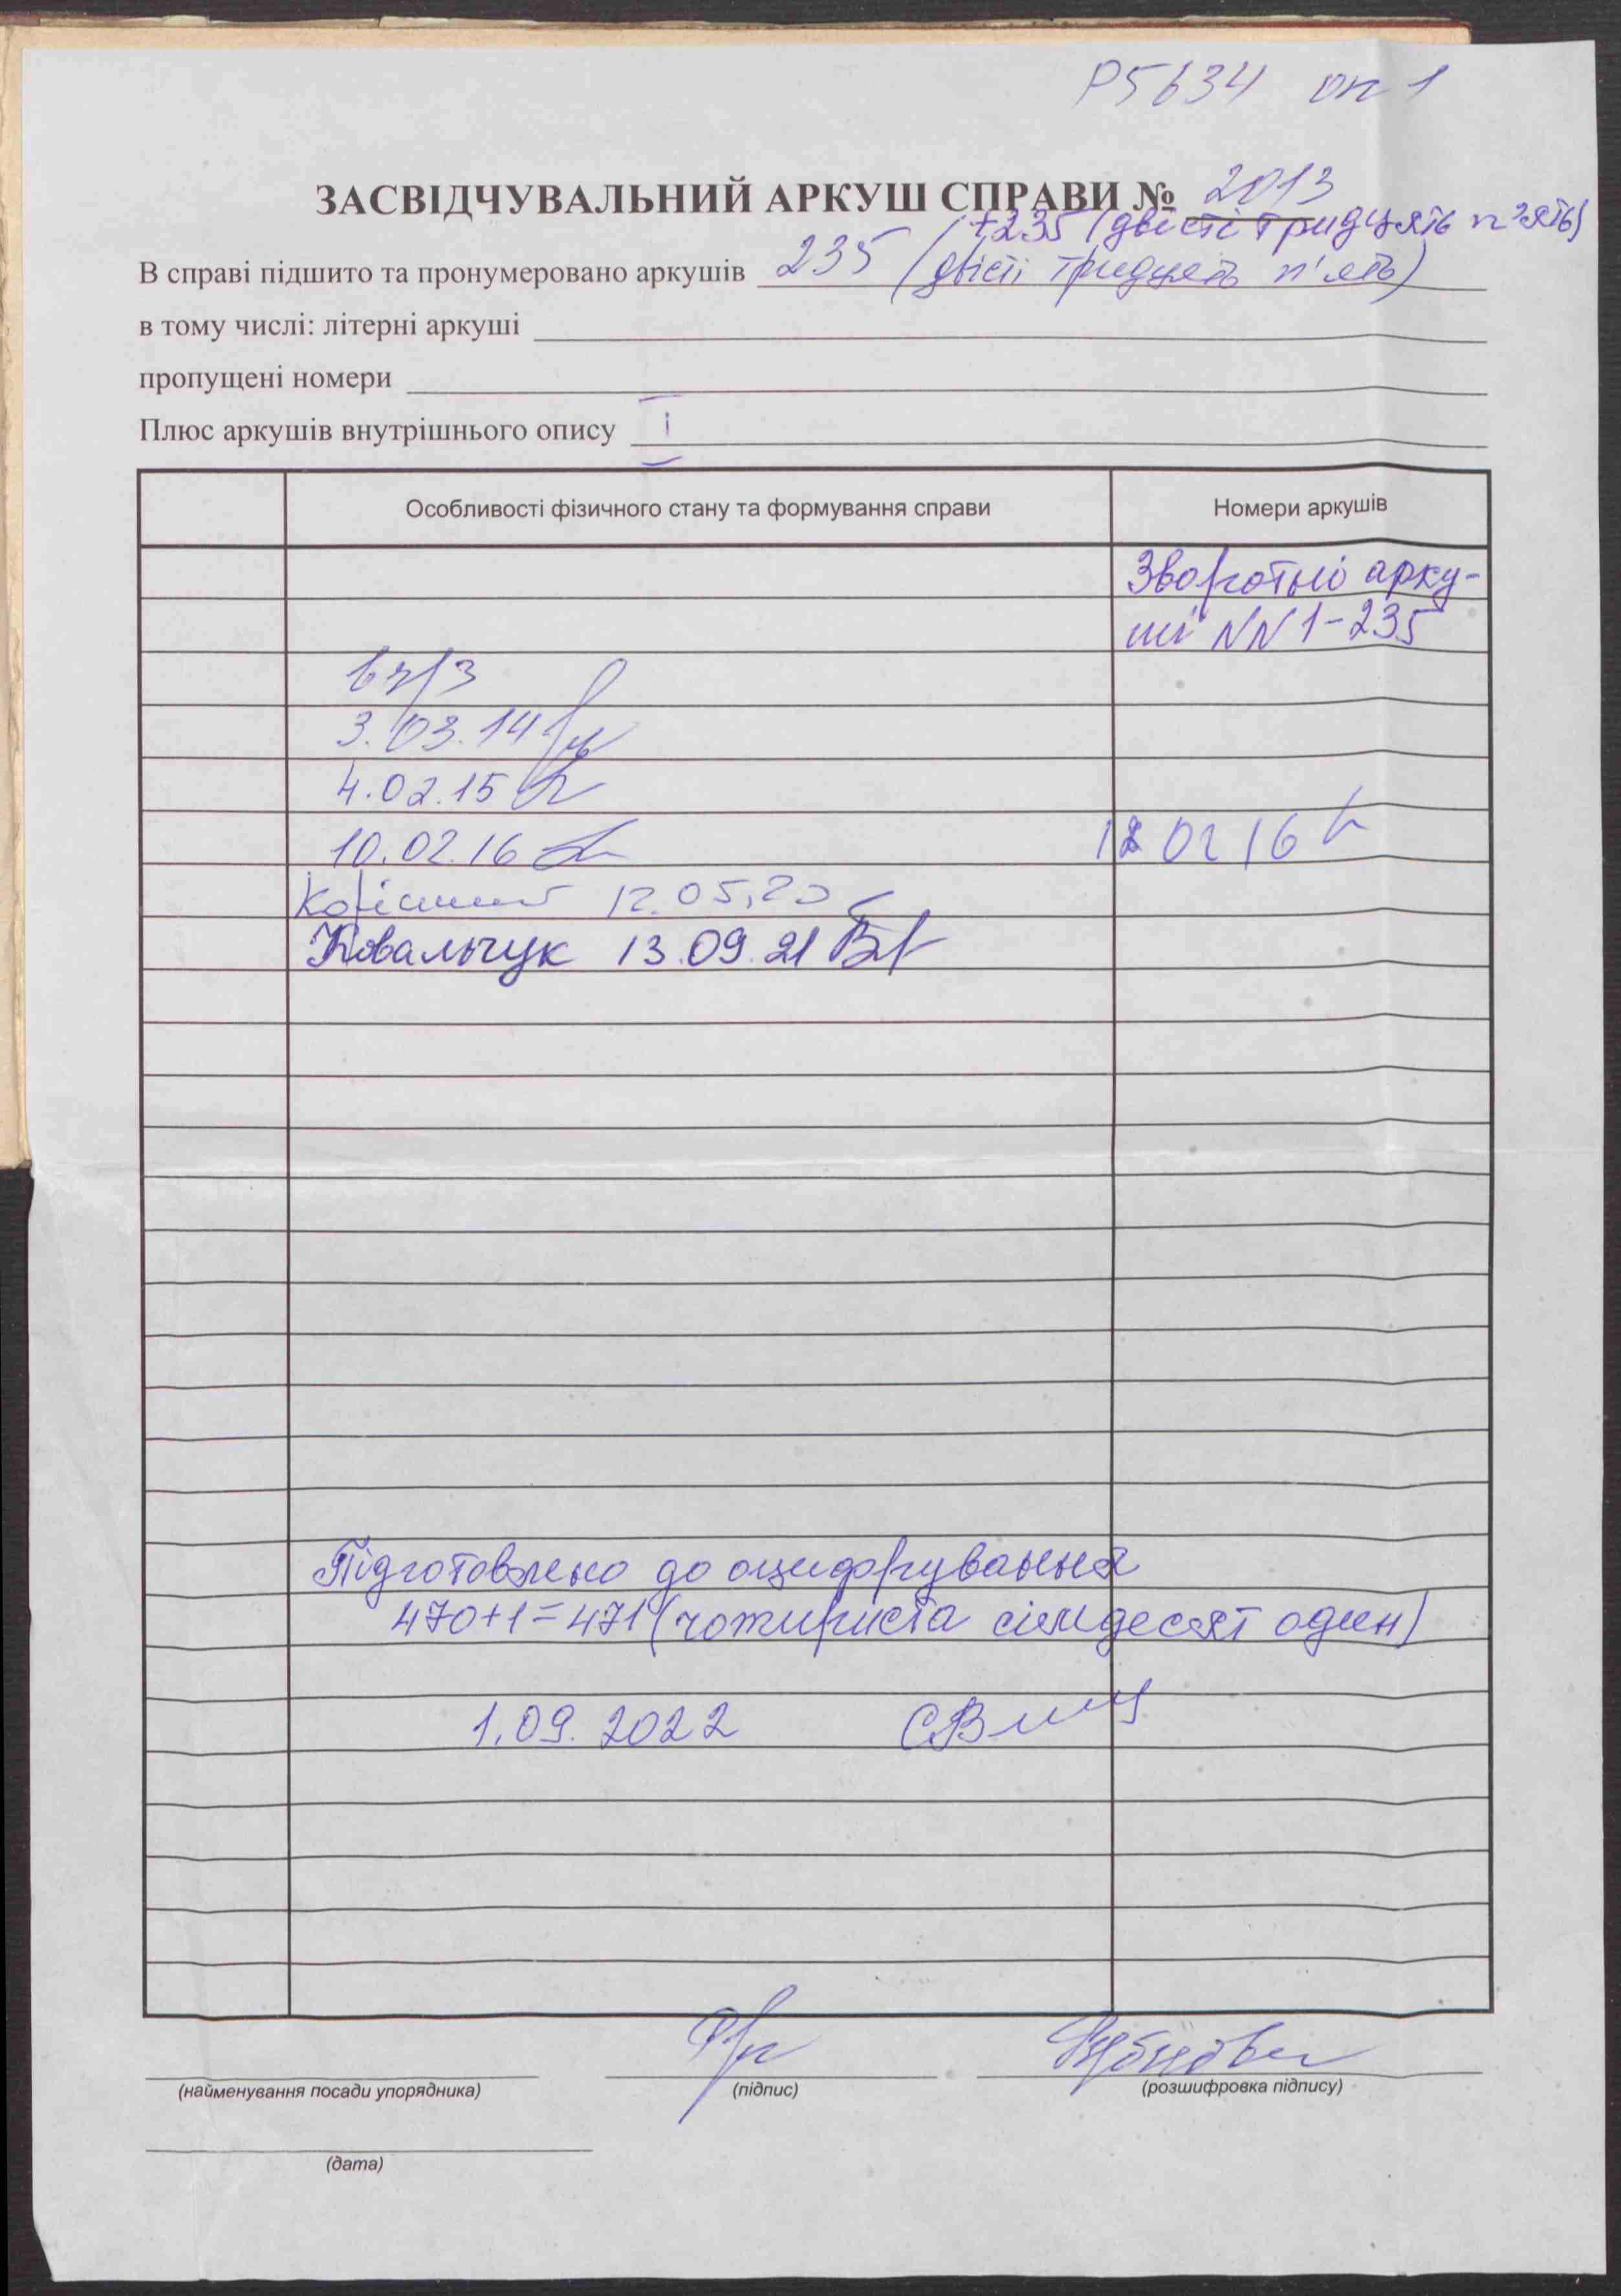 Р5634 оп 1
ЗАСВІДЧУВАЛЬНИЙ АРКУШ СПРАВИ № 2013
+235 (двісті тридцять п'ять)
В справі підшито та пронумеровано аркушів 235 (двісті тридцять п'ять)
в тому числі: літерні аркуші
пропущені номери
Плюс аркушів внутрішнього опису І
Особливості фізичного стану та формування справи Номери аркушів
Зворотні арку-
ші NN 1-235
3.03.14
4.02.15
10.02.16 12 02 16
12.05.20
Ковальчук 13.09.21
Підготовлено до оцифрування
470+1=471 (чотириста сімдесят один)
1.09.2022
(найменування посади упорядника) (підпис) (розшифровка підпису)
(дата)